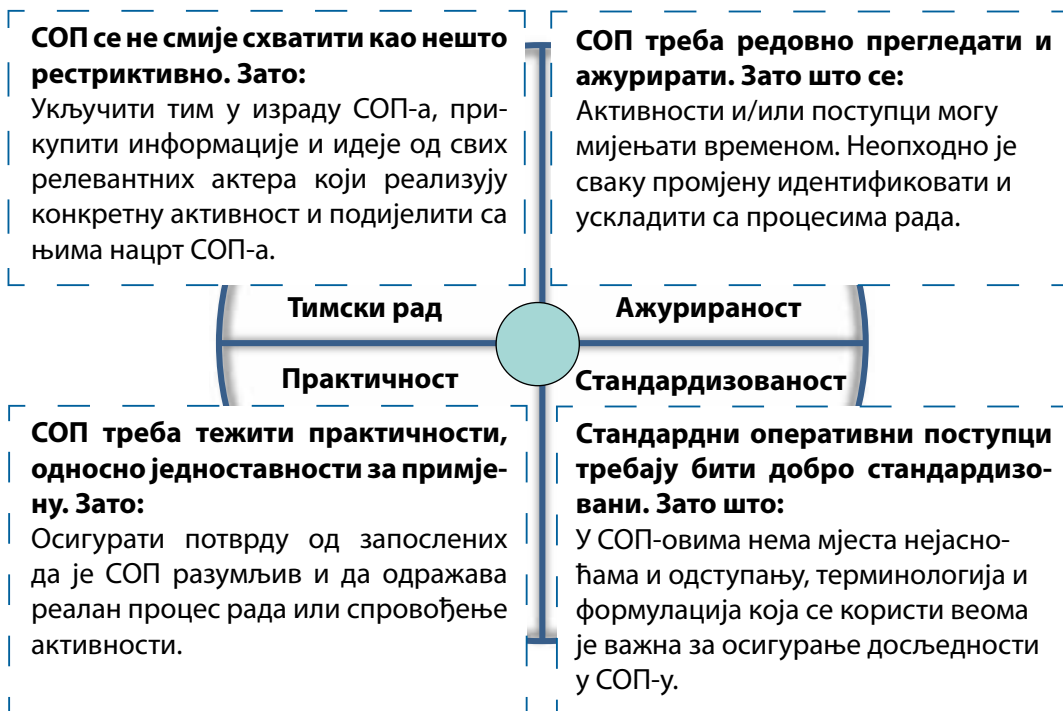 СОП се не смије схватити као нешто
рестриктивно. Зато:
Укључити тим у израду СОП-а, при-
купити информације и идеје од свих
релевантних актера који реализују
конкретну активност и подијелити са
њима нацрт СОП-а.
СОП треба редовно прегледати и
ажурирати. Зато што се:
Активности и/или поступци могу
мијењати временом. Неопходно је
сваку промјену идентификовати и
ускладити са процесима рада.
Тимски рад
Ажурираност
Практичност
Стандардизованост
СОП треба тежити практичности,
односно једноставности за примје-
ну. Зато:
Осигурати потврду од запослених
да је СОП разумљив и да одражава
реалан процес рада или спровођење
активности.
Стандардни оперативни поступци
требају бити добро стандардизо-
вани. Зато што:
У СОП-овима нема мјеста нејасно-
ћама и одступању, терминологија и
формулација која се користи веома
је важна за осигурање досљедности
у СОП-у.